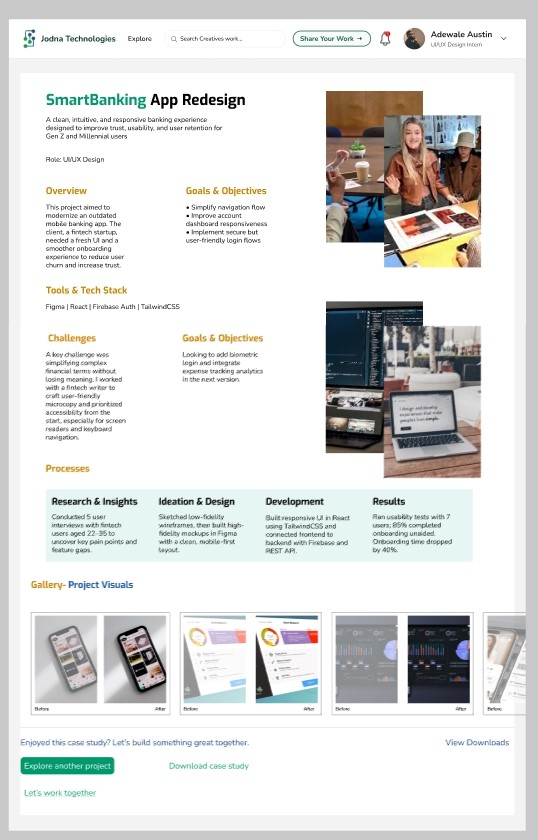 Jodna Technologies
Explore
Search Creatives work...
Share Your Work →
Adewale Austin
UI/UX Design Intern
SmartBanking App Redesign
A clean, intuitive, and responsive banking experience
designed to improve trust, usability, and user retention for
Gen Z and Millennial users
Role: UI/UX Design
Overview
This project aimed to
modernize an outdated
mobile banking app. The
client, a fintech startup,
needed a fresh UI and a
smoother onboarding
experience to reduce user
churn and increase trust.
Goals & Objectives
• Simplify navigation flow
• Improve account
dashboard responsiveness
• Implement secure but
user-friendly login flows
Tools & Tech Stack
Figma | React | Firebase Auth | TailwindCSS
Challenges
A key challenge was
simplifying complex
financial terms without
losing meaning. I worked
with a fintech writer to
craft user-friendly
microcopy and prioritized
accessibility from the
start, especially for screen
readers and keyboard
navigation.
Goals & Objectives
Looking to add biometric
login and integrate
expense tracking analytics
in the next version.
I design and develop
experiences that make
people's lives simple.
Processes
Research & Insights
Conducted 5 user
interviews with fintech
users aged 22-35 to
uncover key pain points and
feature gaps.
Ideation & Design
Sketched low-fidelity
wireframes, then built high-
fidelity mockups in Figma
with a clean, mobile-first
layout.
Development
Built responsive UI in React
using TailwindCSS and
connected frontend to
backend with Firebase and
REST API.
Results
Ran usability tests with 7
users; 85% completed
onboarding unaided.
Onboarding time dropped
by 40%.
Gallery- Project Visuals
Before
After
Before
After
Before
After
Before
Enjoyed this case study? Let's build something great together.
View Downloads
Explore another project
Download case study
Let's work together